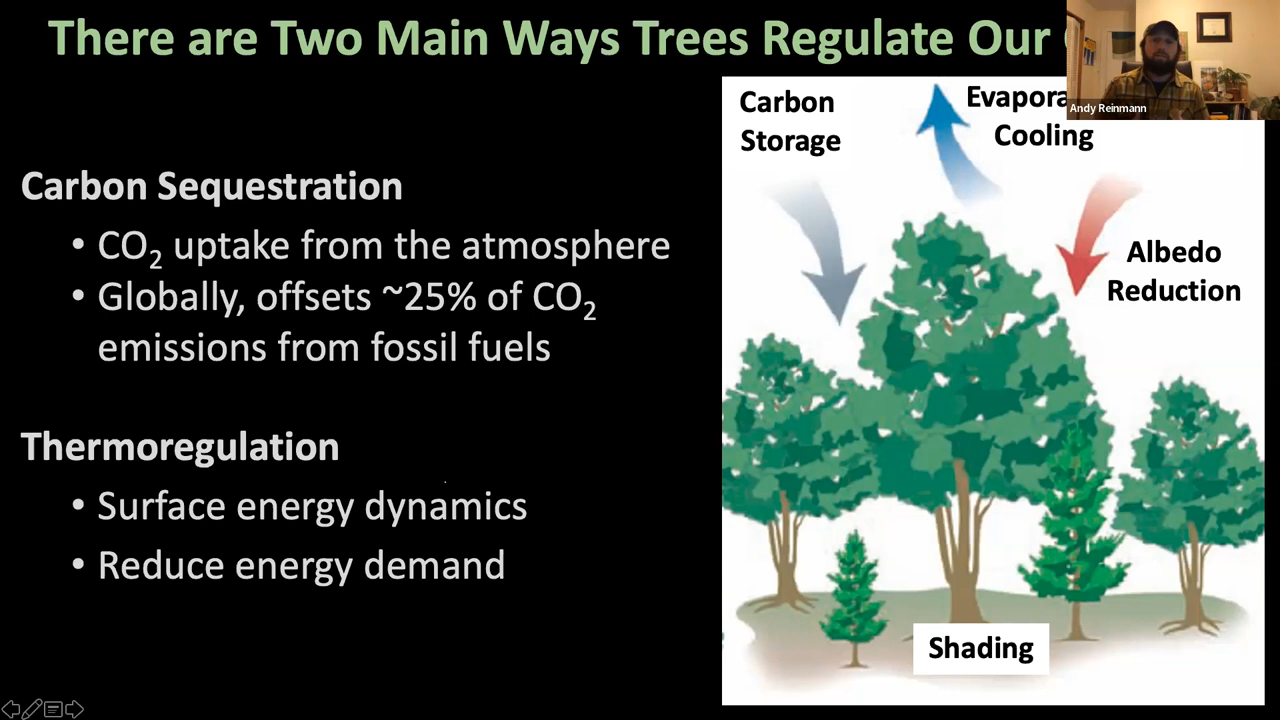 There are Two Main Ways Trees Regulate Our
Andy Reinmann
Carbon Sequestration
• CO₂ uptake from the atmosphere
• Globally, offsets ~25% of CO₂
emissions from fossil fuels
Thermoregulation
• Surface energy dynamics
• Reduce energy demand
Carbon
Storage
Cooling
Albedo
Reduction
Shading